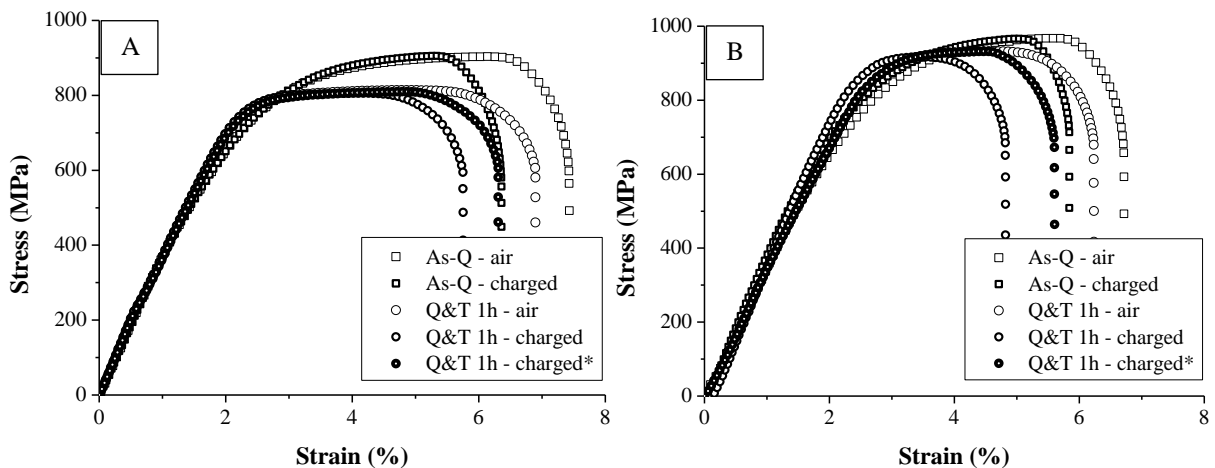 A
Stress (MPa)
1000
800
600
400
200
0
0
2
4
6
8
Strain (%)
As-Q - air
As-Q - charged
Q&T 1h - air
Q&T 1h - charged
Q&T 1h - charged*
B
Stress (MPa)
1000
800
600
400
200
0
0
2
4
6
8
Strain (%)
As-Q - air
As-Q - charged
Q&T 1h - air
Q&T 1h - charged
Q&T 1h - charged*